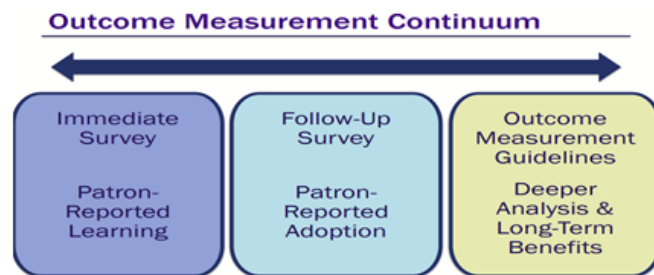 Outcome Measurement Continuum
Immediate
Survey
Patron-
Reported
Learning
Follow-Up
Survey
Patron-
Reported
Adoption
Outcome
Measurement
Guidelines
Deeper
Analysis &
Long-Term
Benefits